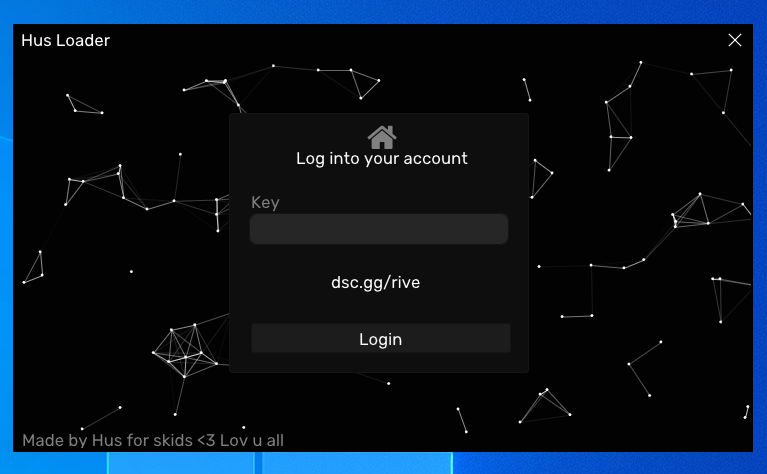 Hus Loader
Log into your account
Key
dsc.gg/rive
Login
Made by Hus for skids <3 Lov u all